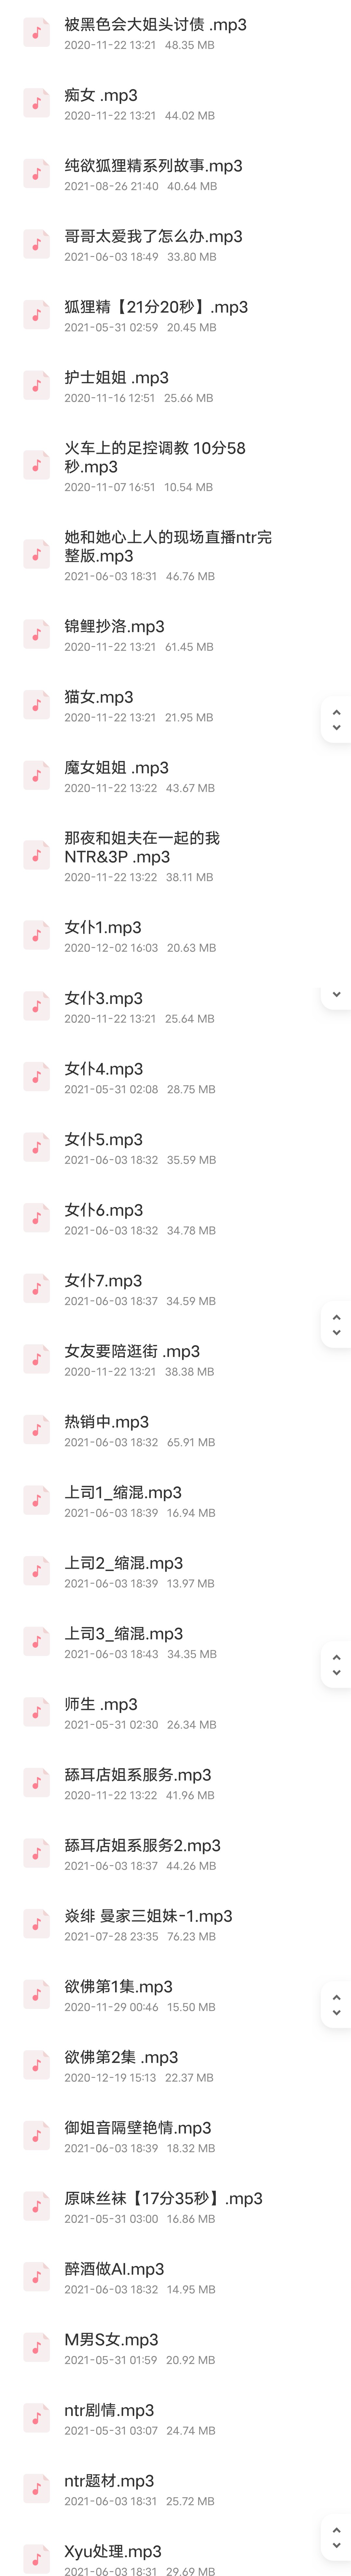 被黑色会大姐头讨债 .mp3
2020-11-22 13:21 48.35 MB
痴女 .mp3
2020-11-22 13:21 44.02 MB
纯欲狐狸精系列故事.mp3
2021-08-26 21:40 40.64 MB
哥哥太爱我了怎么办.mp3
2021-06-03 18:49 33.80 MB
狐狸精【21分20秒】.mp3
2021-05-31 02:59 20.45 MB
护士姐姐 .mp3
2020-11-16 12:51 25.66 MB
火车上的足控调教 10分58
秒.mp3
2020-11-07 16:51 10.54 MB
她和她心上人的现场直播ntr完
整版.mp3
2021-06-03 18:31 46.76 MB
锦鲤抄洛.mp3
2020-11-22 13:21 61.45 MB
猫女.mp3
2020-11-22 13:21 21.95 MB
魔女姐姐 .mp3
2020-11-22 13:22 43.67 MB
那夜和姐夫在一起的我
NTR&3P .mp3
2020-11-22 13:22 38.11 MB
女仆1.mp3
2020-12-02 16:03 20.63 MB
女仆3.mp3
2020-11-22 13:21 25.64 MB
女仆4.mp3
2021-05-31 02:08 28.75 MB
女仆5.mp3
2021-06-03 18:32 35.59 MB
女仆6.mp3
2021-06-03 18:32 34.78 MB
女仆7.mp3
2021-06-03 18:37 34.59 MB
女友要陪逛街 .mp3
2020-11-22 13:21 38.38 MB
热销中.mp3
2021-06-03 18:32 65.91 MB
上司1_缩混.mp3
2021-06-03 18:39 16.94 MB
上司2_缩混.mp3
2021-06-03 18:39 13.97 MB
上司3_缩混.mp3
2021-06-03 18:43 34.35 MB
师生 .mp3
2021-05-31 02:30 26.34 MB
舔耳店姐系服务.mp3
2020-11-22 13:22 41.96 MB
舔耳店姐系服务2.mp3
2021-06-03 18:37 44.26 MB
焱绯 曼家三姐妹-1.mp3
2021-07-28 23:35 76.23 MB
欲佛第1集.mp3
2020-11-29 00:46 15.50 MB
欲佛第2集 .mp3
2020-12-19 15:13 22.37 MB
御姐音隔壁艳情.mp3
2021-06-03 18:39 18.32 MB
原味丝袜【17分35秒】.mp3
2021-05-31 03:00 16.86 MB
醉酒做AI.mp3
2021-06-03 18:32 14.95 MB
M男S女.mp3
2021-05-31 01:59 20.92 MB
ntr剧情.mp3
2021-05-31 03:07 24.74 MB
ntr题材.mp3
2021-06-03 18:31 25.72 MB
Xyu处理.mp3
2021-06-03 18:31 29.69 MB